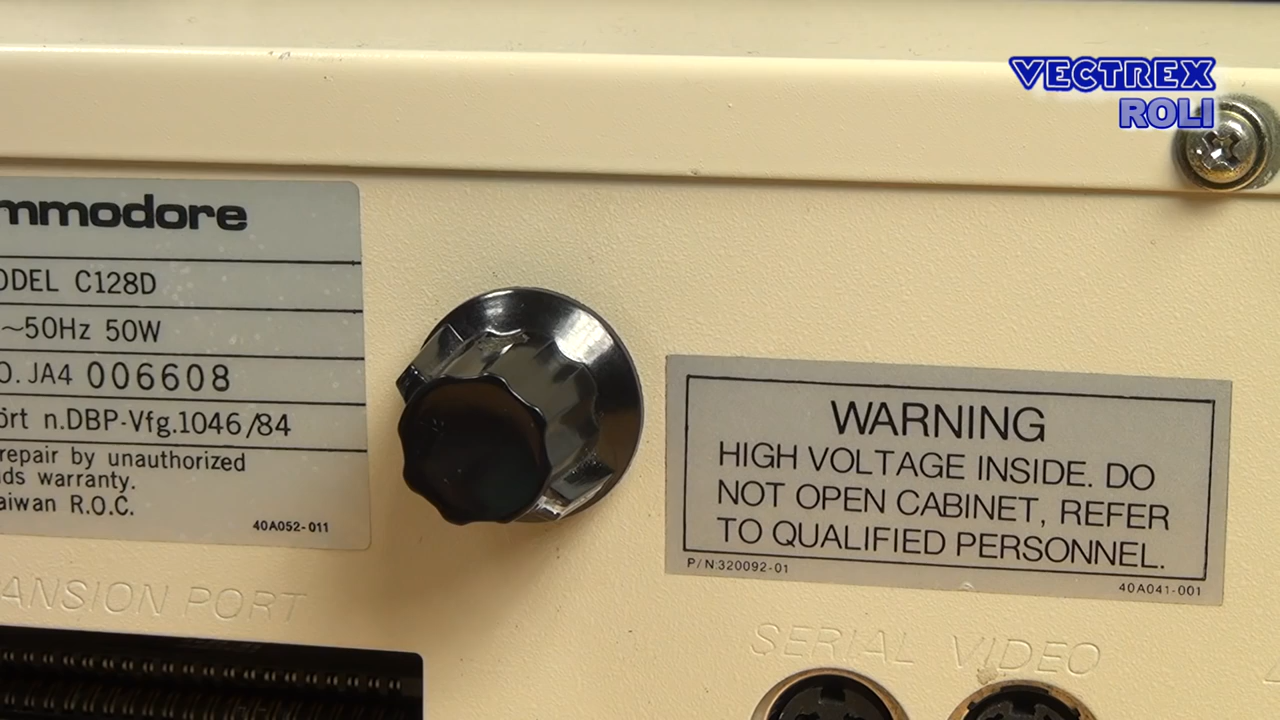 VECTREX
ROLI
mmodore
ODEL C128D
~50Hz 50W
O. JA4 006608
ört n.DBP-Vfg.1046/84
repair by unauthorized
ds warranty.
aiwan R.O.C.
40A052-011
WARNING
HIGH VOLTAGE INSIDE. DO
NOT OPEN CABINET, REFER
TO QUALIFIED PERSONNEL.
P/N:320092-01
40A041-001
PANSION PORT
SERIAL VIDEO